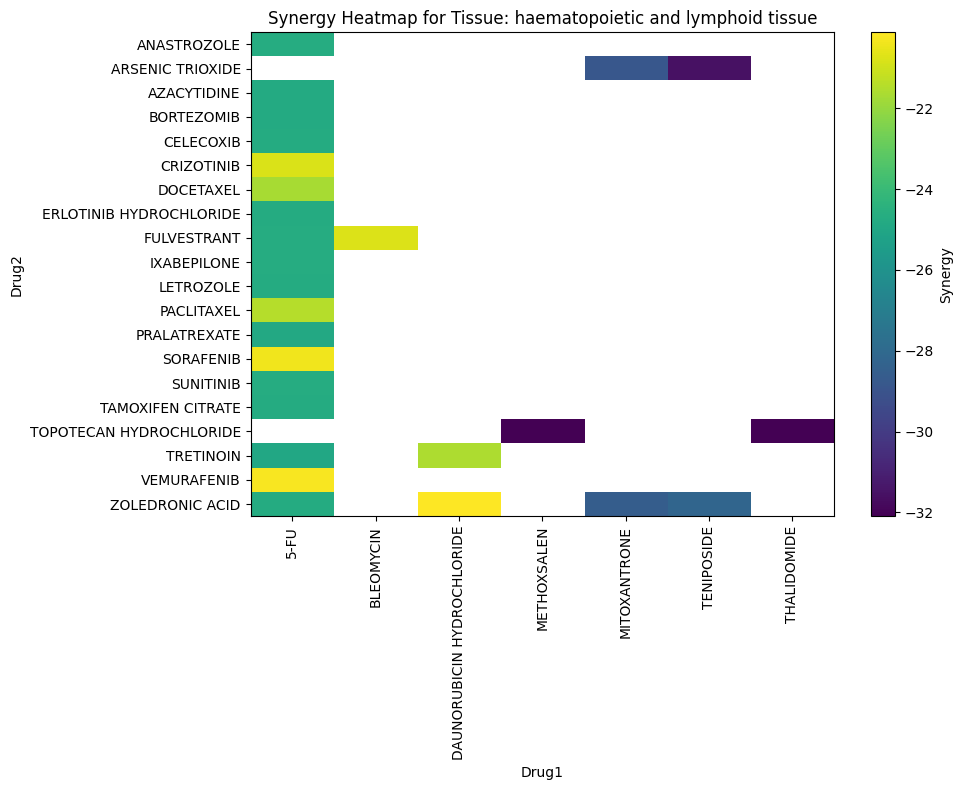 Synergy Heatmap for Tissue: haematopoietic and lymphoid tissue
Drug2
ANASTROZOLE
ARSENIC TRIOXIDE
AZACYTIDINE
BORTEZOMIB
CELECOXIB
CRIZOTINIB
DOCETAXEL
ERLOTINIB HYDROCHLORIDE
FULVESTRANT
IXABEPILONE
LETROZOLE
PACLITAXEL
PRALATREXATE
SORAFENIB
SUNITINIB
TAMOXIFEN CITRATE
TOPOTECAN HYDROCHLORIDE
TRETINOIN
VEMURAFENIB
ZOLEDRONIC ACID
5-FU
BLEOMYCIN
DAUNORUBICIN HYDROCHLORIDE
METHOXSALEN
MITOXANTRONE
TENIPOSIDE
THALIDOMIDE
Drug1
−22
−24
−26
−28
−30
−32
Synergy